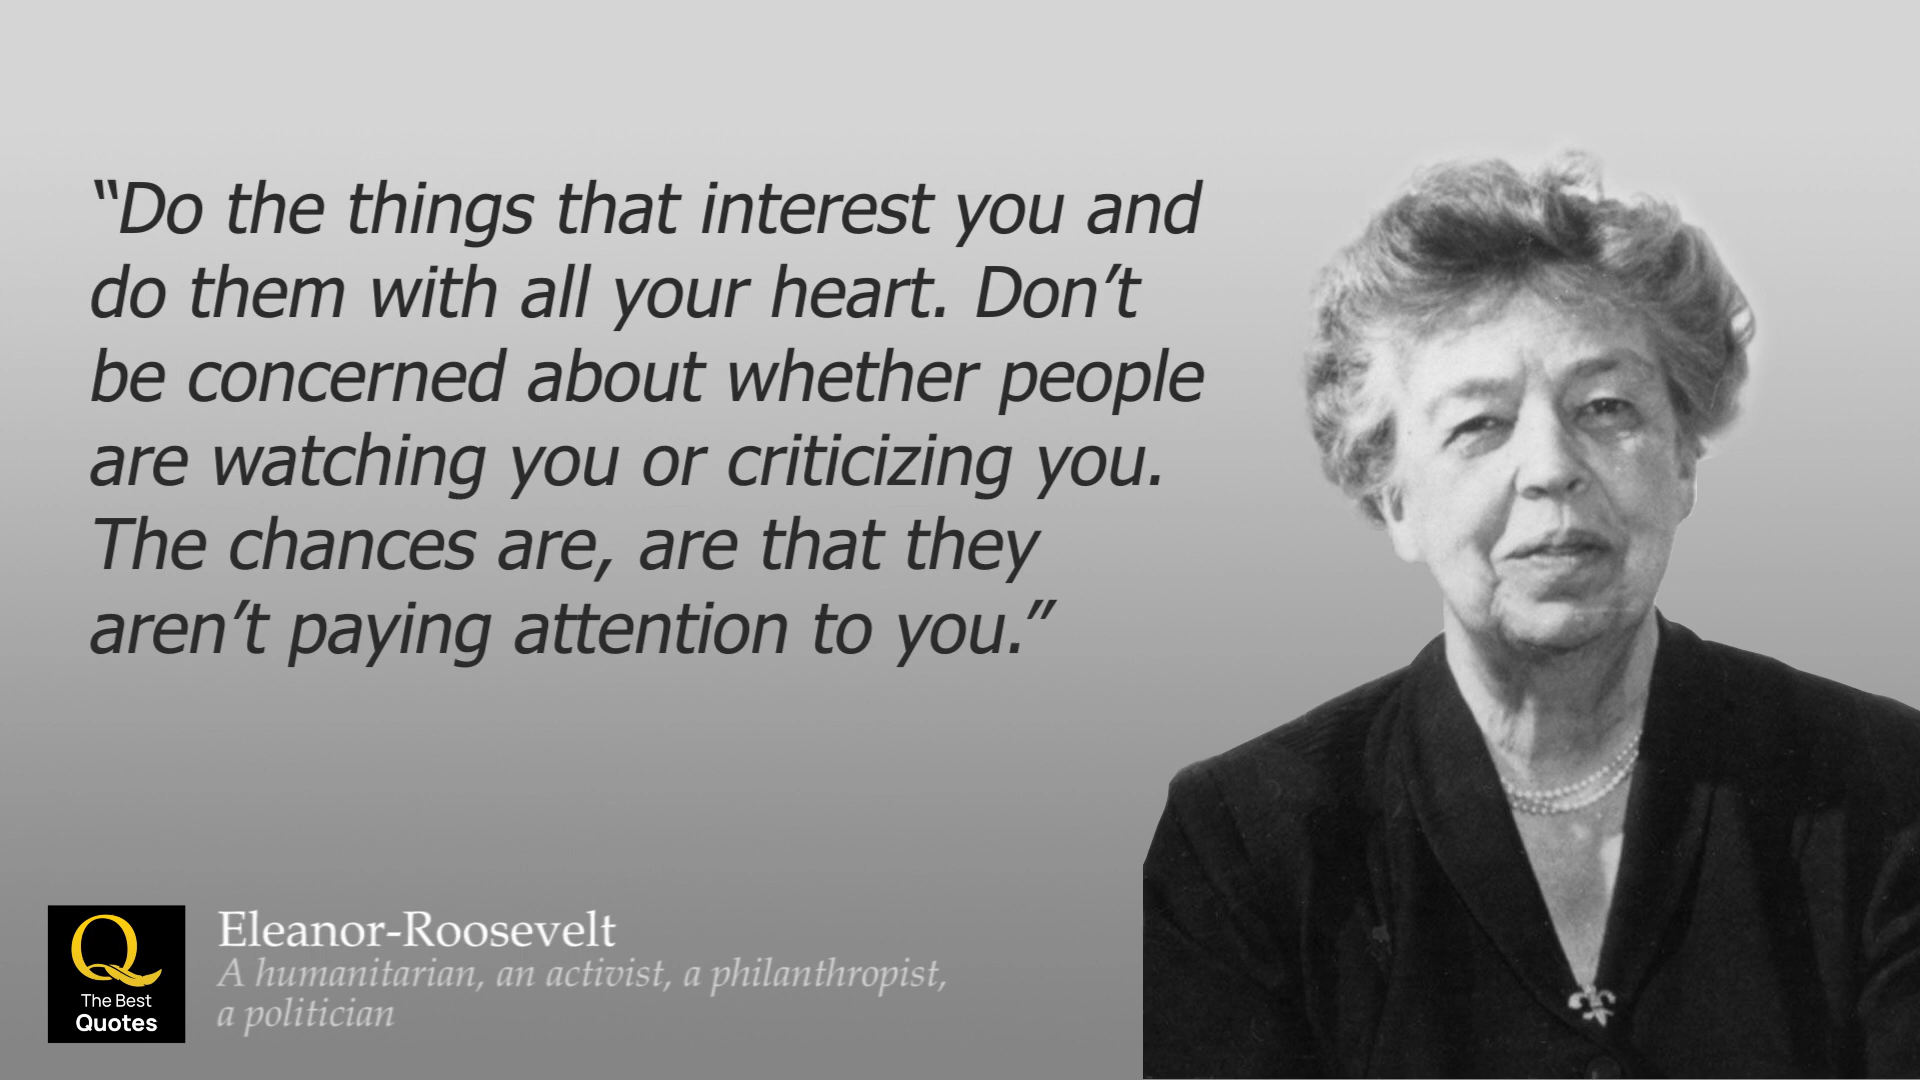 “Do the things that interest you and
do them with all your heart. Don’t
be concerned about whether people
are watching you or criticizing you.
The chances are, are that they
aren’t paying attention to you.”
Eleanor-Roosevelt
A humanitarian, an activist, a philanthropist,
a politician
Q
The Best
Quotes